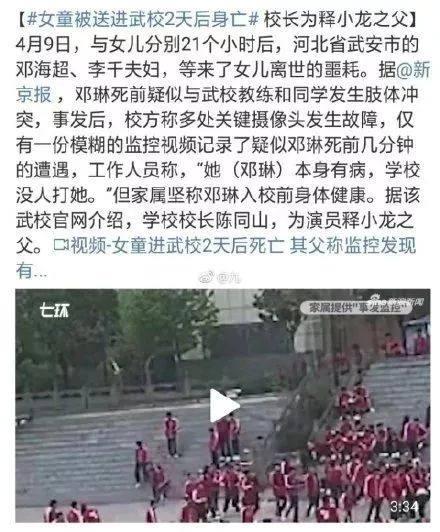 【#女童被送进武校2天后身亡# 校长为释小龙之父】
4月9日，与女儿分别21个小时后，河北省武安市的
邓海超、李千夫妇，等来了女儿离世的噩耗。据@新
京报 ，邓琳死前疑似与武校教练和同学发生肢体冲
突，事发后，校方称多处关键摄像头发生故障，仅
有一份模糊的监控视频记录了疑似邓琳死前几分钟
的遭遇，工作人员称，“她（邓琳）本身有病，学校
没人打她。”但家属坚称邓琳入校前身体健康。据该
武校官网介绍，学校校长陈同山，为演员释小龙之
父。视频-女童进武校2天后死亡 其父称监控发现
有...
七环
家属提供“事发监控”
3:34